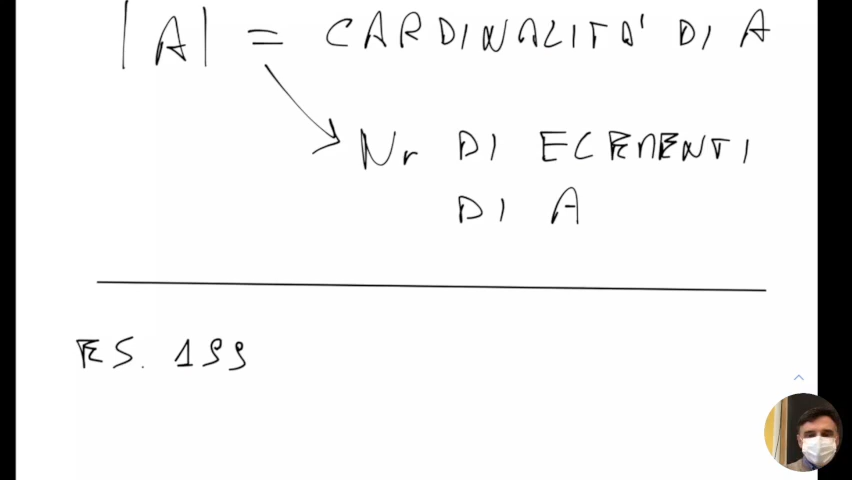 |A| = CARDINALITA' DI A
Nr DI ELEMENTI
DI A
ES. 199